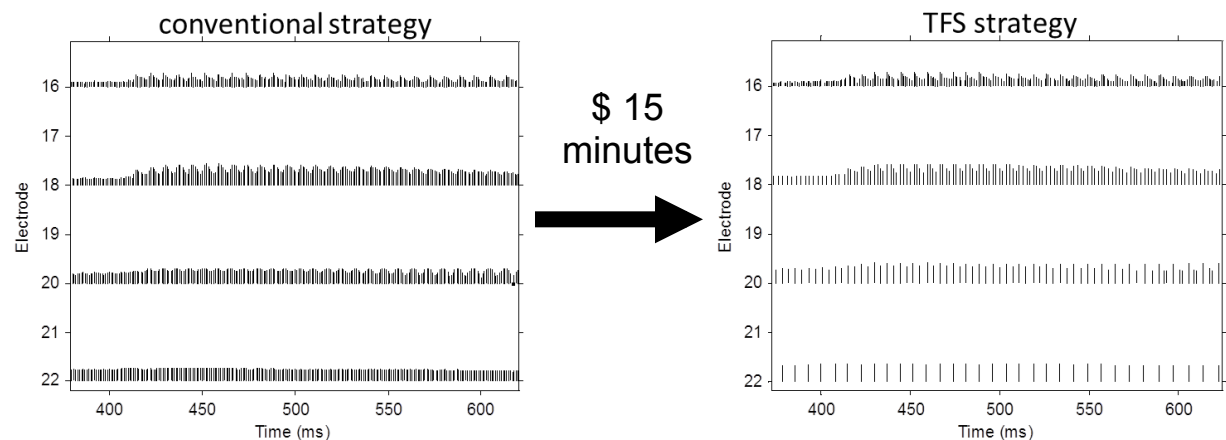 conventional strategy
16
17
18
19
20
21
22
Electrode
400 450 500 550 600
Time (ms)
$ 15
minutes
TFS strategy
16
17
18
19
20
21
22
Electrode
400 450 500 550 600
Time (ms)